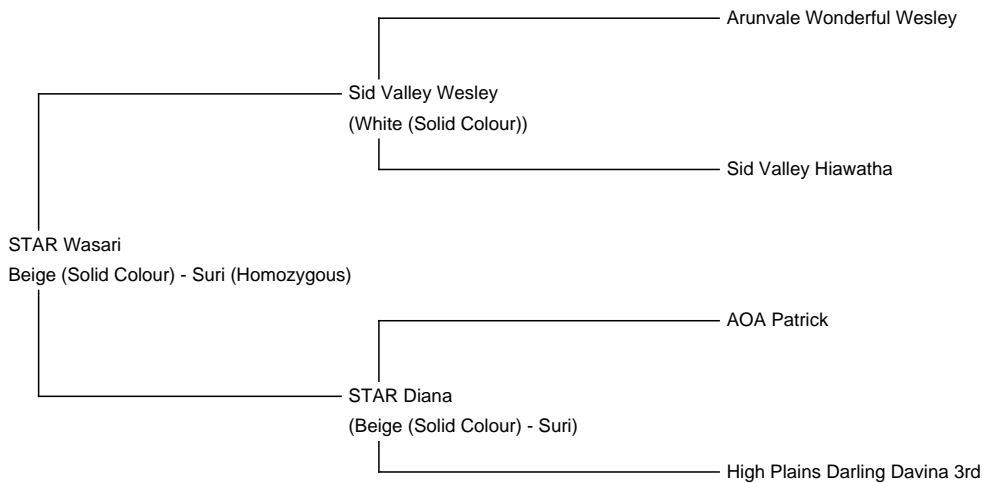 Arunvale Wonderful Wesley
Sid Valley Wesley
(White (Solid Colour))
Sid Valley Hiawatha
STAR Wasari
Beige (Solid Colour) - Suri (Homozygous)
AOA Patrick
STAR Diana
(Beige (Solid Colour) - Suri)
High Plains Darling Davina 3rd